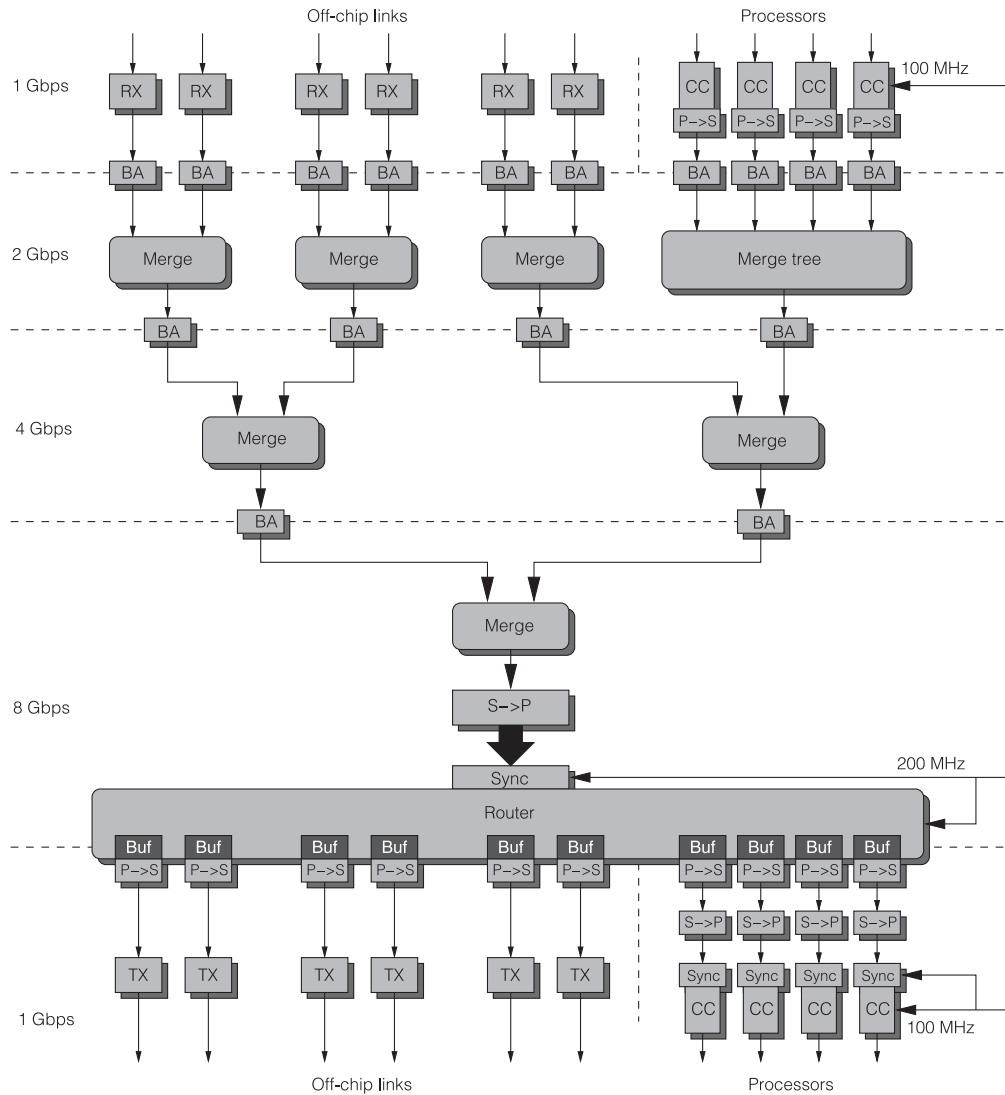 Off-chip links Processors
1 Gbps RX RX RX RX RX RX CC CC CC CC 100 MHz
P–>S P–>S P–>S P–>S
BA BA BA BA BA BA BA BA BA BA
2 Gbps Merge Merge Merge Merge tree
BA BA BA BA
4 Gbps Merge Merge
BA BA
Merge
8 Gbps S–>P
200 MHz
Sync
Router
Buf Buf Buf Buf Buf Buf Buf Buf Buf Buf
P–>S P–>S P–>S P–>S P–>S P–>S P–>S P–>S P–>S P–>S
S–>P S–>P S–>P S–>P
TX TX TX TX TX TX Sync Sync Sync Sync
1 Gbps CC CC CC CC 100 MHz
Off-chip links Processors